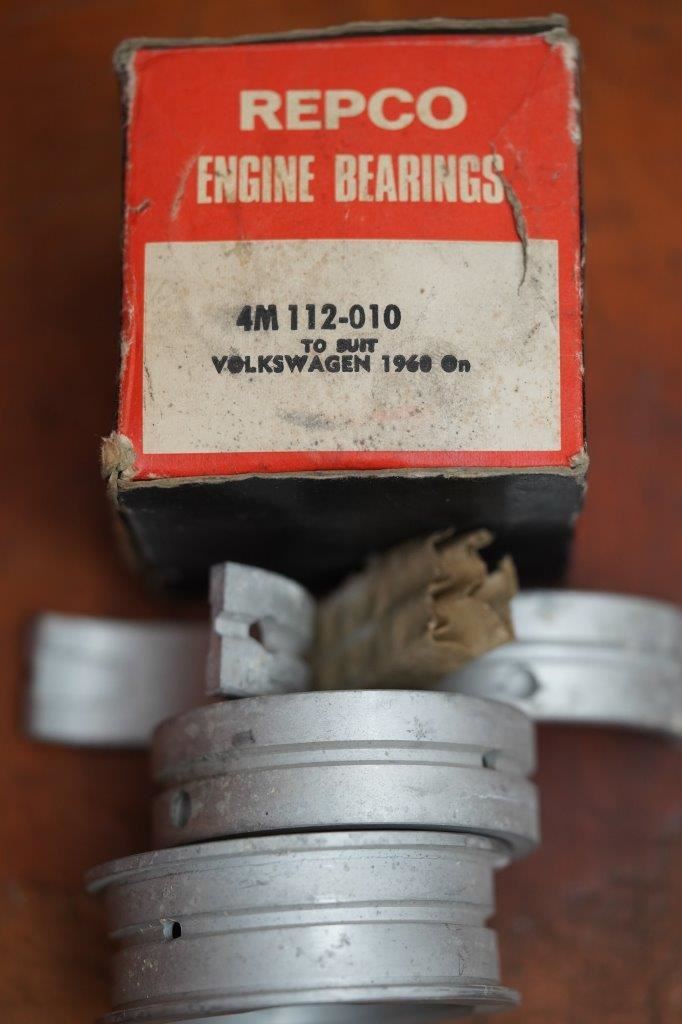 REPCO
ENGINE BEARINGS
4M 112-010
TO SUIT
VOLKSWAGEN 1960 On